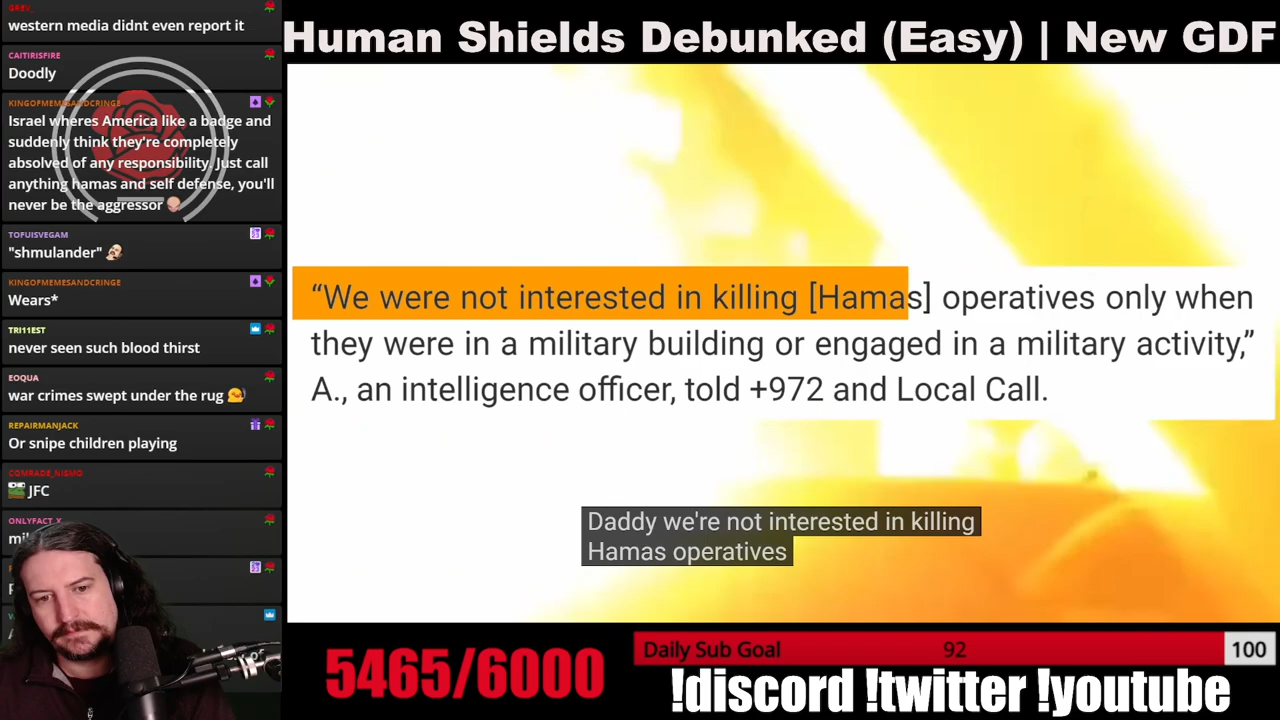 GREV_
western media didnt even report it
CAITIRISFIRE
Doodly
KINGOFMEMESANDCRINGE
Israel wheres America like a badge and
suddenly think they're completely
absolved of any responsibility. Just call
anything hamas and self defense, you'll
never be the aggressor
TOFUISVEGAM
"shmulander"
KINGOFMEMESANDCRINGE
Wears*
TRI11EST
never seen such blood thirst
EOQUA
war crimes swept under the rug
REPAIRMANJACK
Or snipe children playing
COMRADE_NISMO
JFC
ONLYFACT_X
Human Shields Debunked (Easy) | New GDF
“We were not interested in killing [Hamas] operatives only when
they were in a military building or engaged in a military activity,”
A., an intelligence officer, told +972 and Local Call.
Daddy we're not interested in killing
Hamas operatives
5465/6000
Daily Sub Goal 92 100
!discord !twitter !youtube